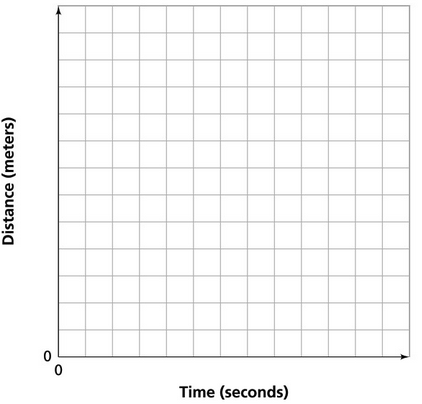 Distance (meters)
0
0
Time (seconds)